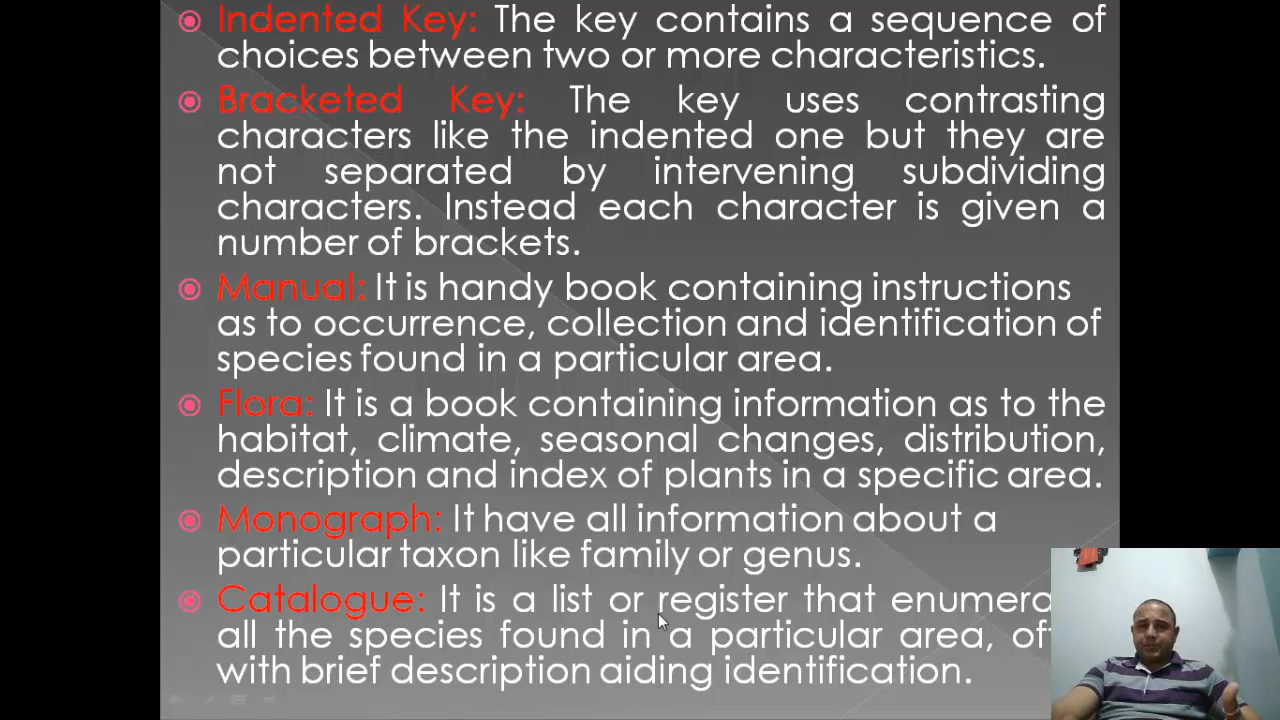 Indented Key: The key contains a sequence of
choices between two or more characteristics.
Bracketed Key: The key uses contrasting
characters like the indented one but they are
not separated by intervening subdividing
characters. Instead each character is given a
number of brackets.
Manual: It is handy book containing instructions
as to occurrence, collection and identification of
species found in a particular area.
Flora: It is a book containing information as to the
habitat, climate, seasonal changes, distribution,
description and index of plants in a specific area.
Monograph: It have all information about a
particular taxon like family or genus.
Catalogue: It is a list or register that
all the species found in a particular area,
with brief description aiding identification.